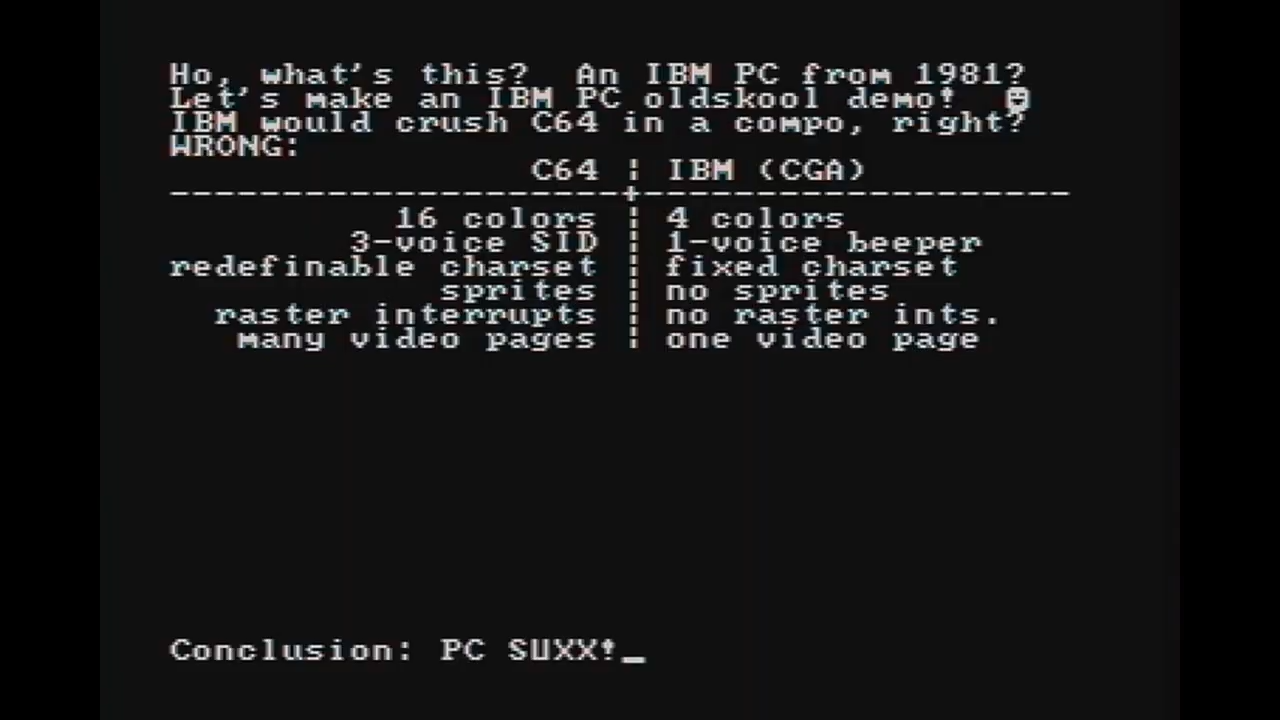 Ho, what's this?  An IBM PC from 1981?
Let's make an IBM PC oldskool demo!  ☻
IBM would crush C64 in a compo, right?
WRONG:
C64 ¦ IBM (CGA)
--------------------+-------------------
16 colors ¦ 4 colors
3-voice SID ¦ 1-voice beeper
redefinable charset ¦ fixed charset
sprites ¦ no sprites
raster interrupts ¦ no raster ints.
many video pages ¦ one video page
Conclusion: PC SUXX!_